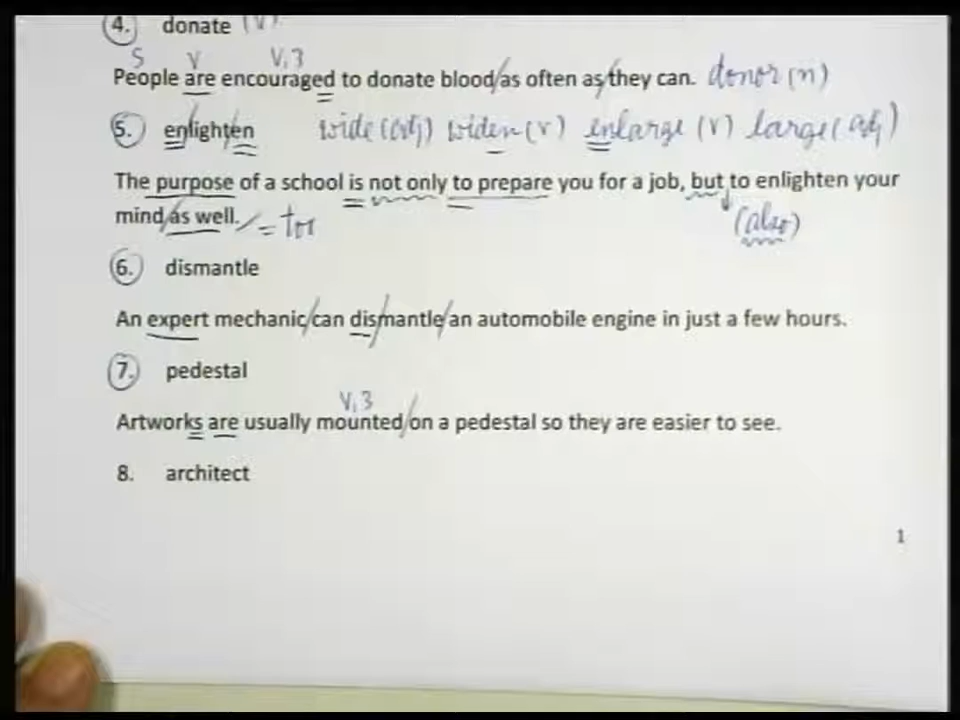 4. donate (V)
S V V.3
People are encouraged to donate blood/as often as/they can. donor (n)
5. enlighten wide (adj) widen (v) enlarge (V) large (adj)
The purpose of a school is not only to prepare you for a job, but to enlighten your
mind/as well. = too (also)
6. dismantle
An expert mechanic/can dis/mantle/an automobile engine in just a few hours.
7. pedestal
V.3
Artworks are usually mounted/on a pedestal so they are easier to see.
8. architect
1